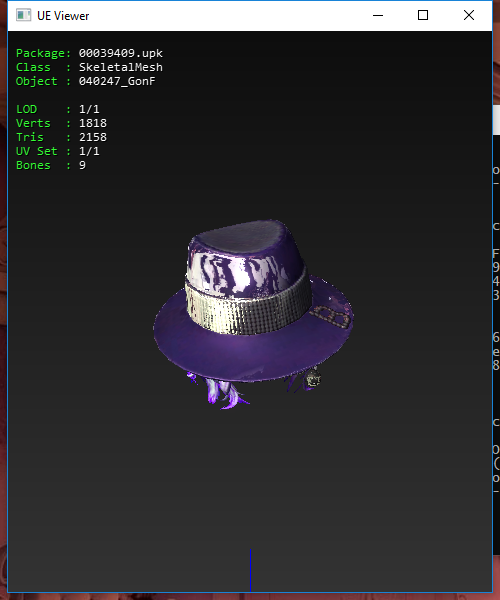 UE Viewer
Package: 00039409.upk
Class : SkeletalMesh
Object : 040247_GonF
LOD : 1/1
Verts : 1818
Tris : 2158
UV Set : 1/1
Bones : 9